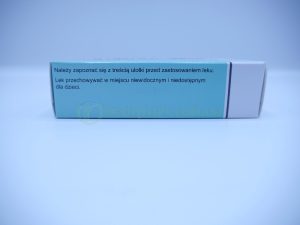 Należy zapoznać się z treścią ulotki przed zastosowaniem leku.
Lek przechowywać w miejscu niewidocznym i niedostępnym
dla dzieci.